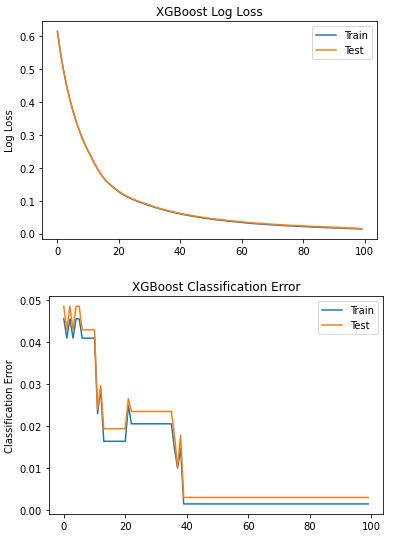 XGBoost Log Loss
Train
Test
Log Loss
0.6
0.5
0.4
0.3
0.2
0.1
0.0
0 20 40 60 80 100
XGBoost Classification Error
Train
Test
Classification Error
0.05
0.04
0.03
0.02
0.01
0.00
0 20 40 60 80 100